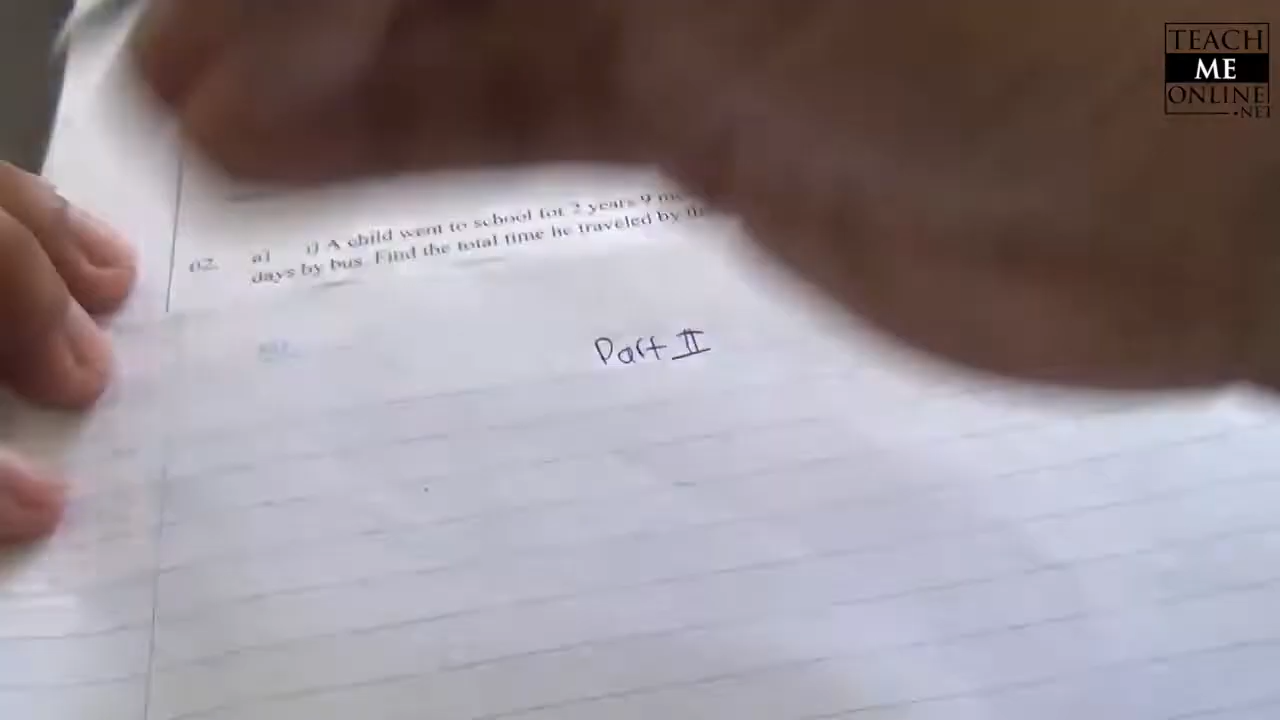 TEACH
ME
ONLINE
.NET
02. a) i) A child went to school for 2 years 9
days by bus. Find the total time he traveled by
Part II